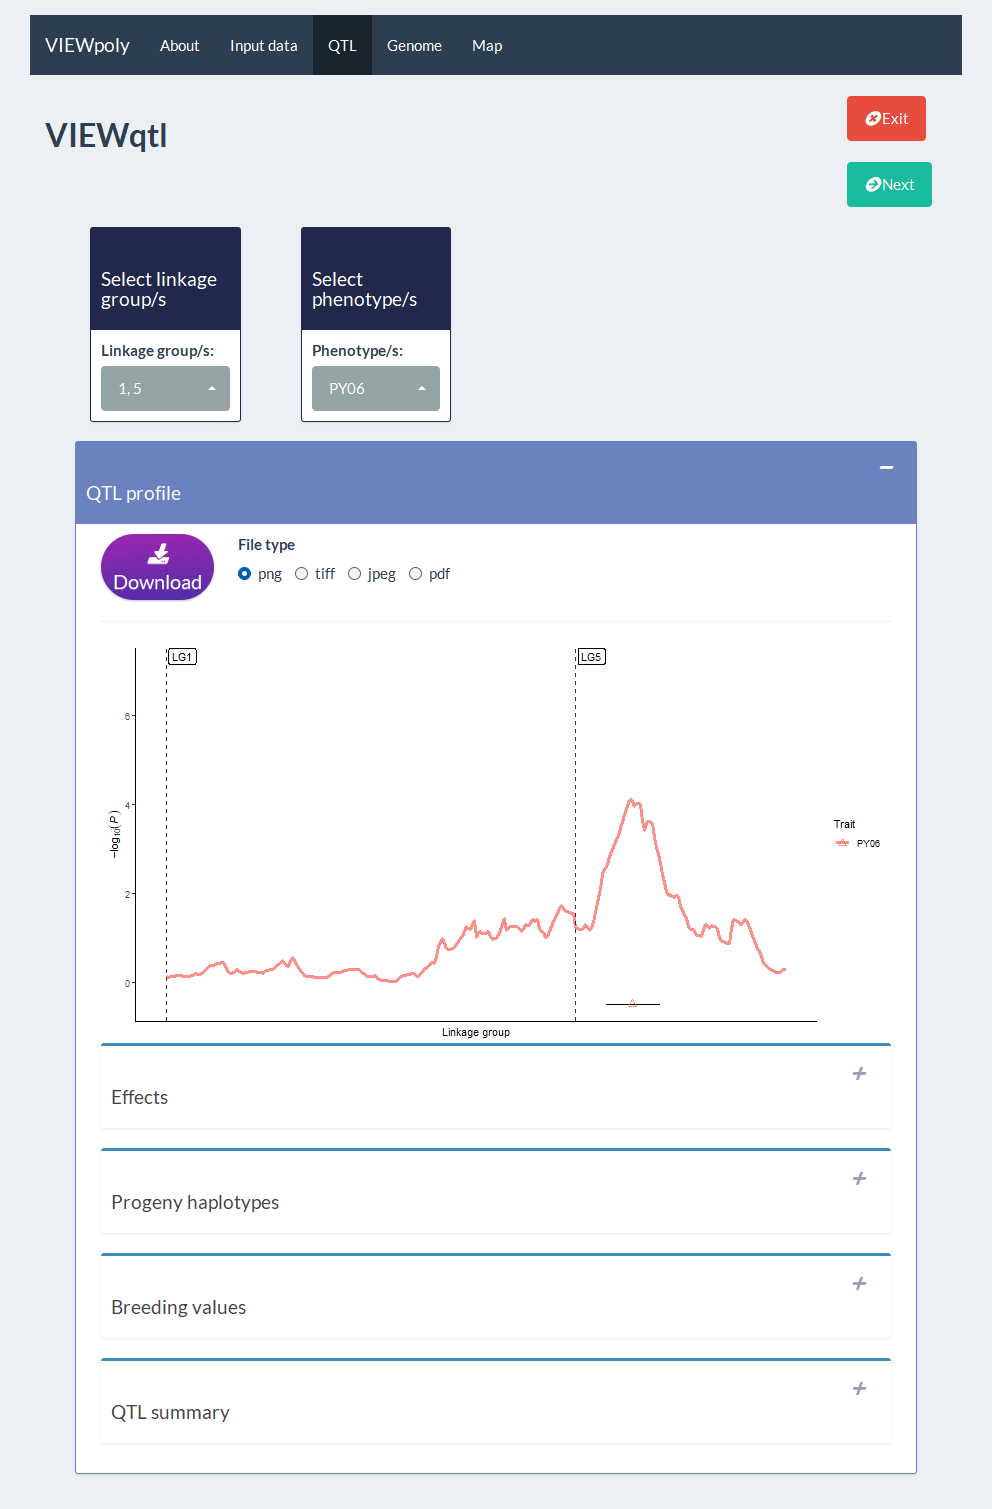 VIEWpoly About Input data QTL Genome Map
VIEWqtl
Exit
Next
Select linkage
group/s
Linkage group/s:
1, 5
Select
phenotype/s
Phenotype/s:
PY06
QTL profile
Download
File type
png tiff jpeg pdf
LG1
LG5
6
4
2
0
−log10(P)
Linkage group
Trait
PY06
Effects
Progeny haplotypes
Breeding values
QTL summary